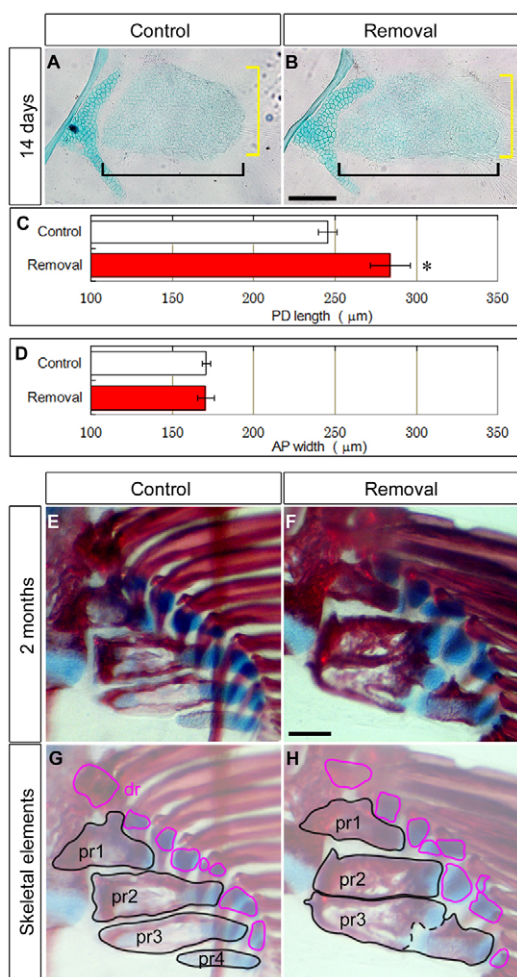 Control Removal
14 days
A B
C
Control
Removal
*
100 150 200 250 300 350
PD length ( μm)
D
Control
Removal
100 150 200 250 300 350
AP width ( μm)
Control Removal
2 months
E F
Skeletal elements
G H
dr
pr1 pr1
pr2 pr2
pr3 pr3
pr4